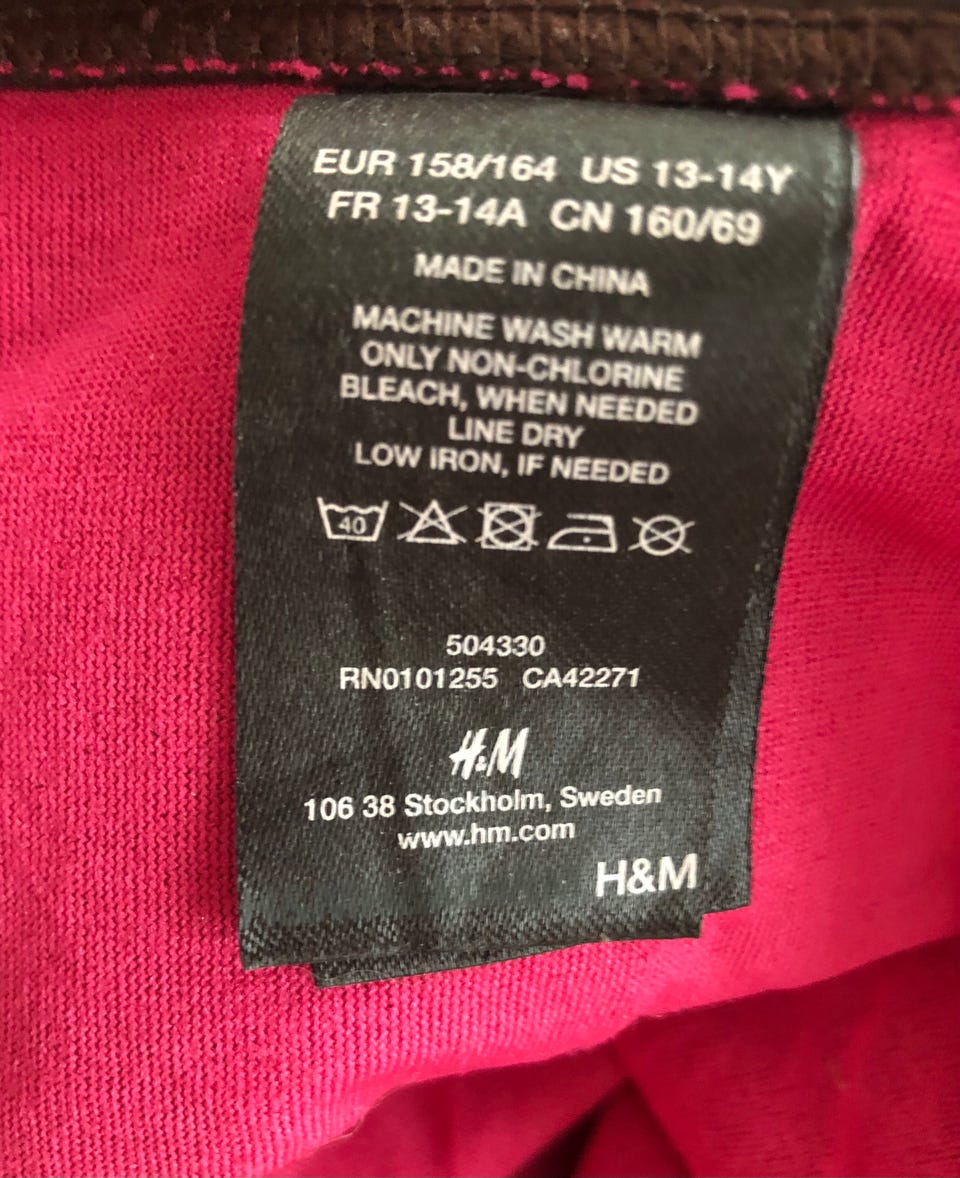 EUR 158/164 US 13-14Y
FR 13-14A CN 160/69
MADE IN CHINA
MACHINE WASH WARM
ONLY NON-CHLORINE
BLEACH, WHEN NEEDED
LINE DRY
LOW IRON, IF NEEDED
40
504330
RN0101255 CA42271
H&M
106 38 Stockholm, Sweden
www.hm.com
H&M